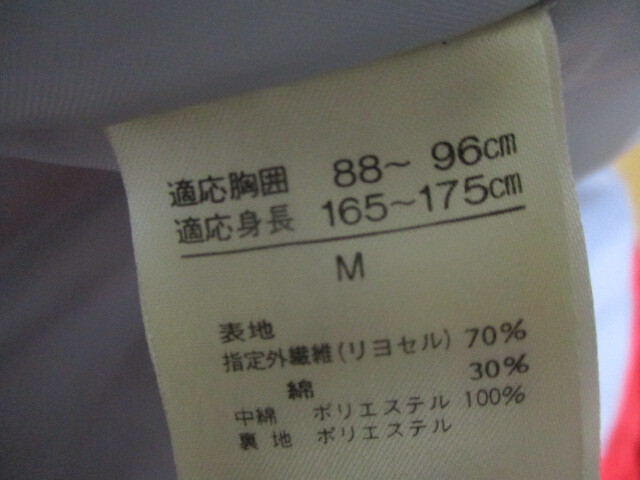 適応胸囲 88〜 96cm
適応身長 165〜175cm
M
表地
指定外繊維(リヨセル) 70%
綿 30%
中綿 ポリエステル 100%
裏地 ポリエステル